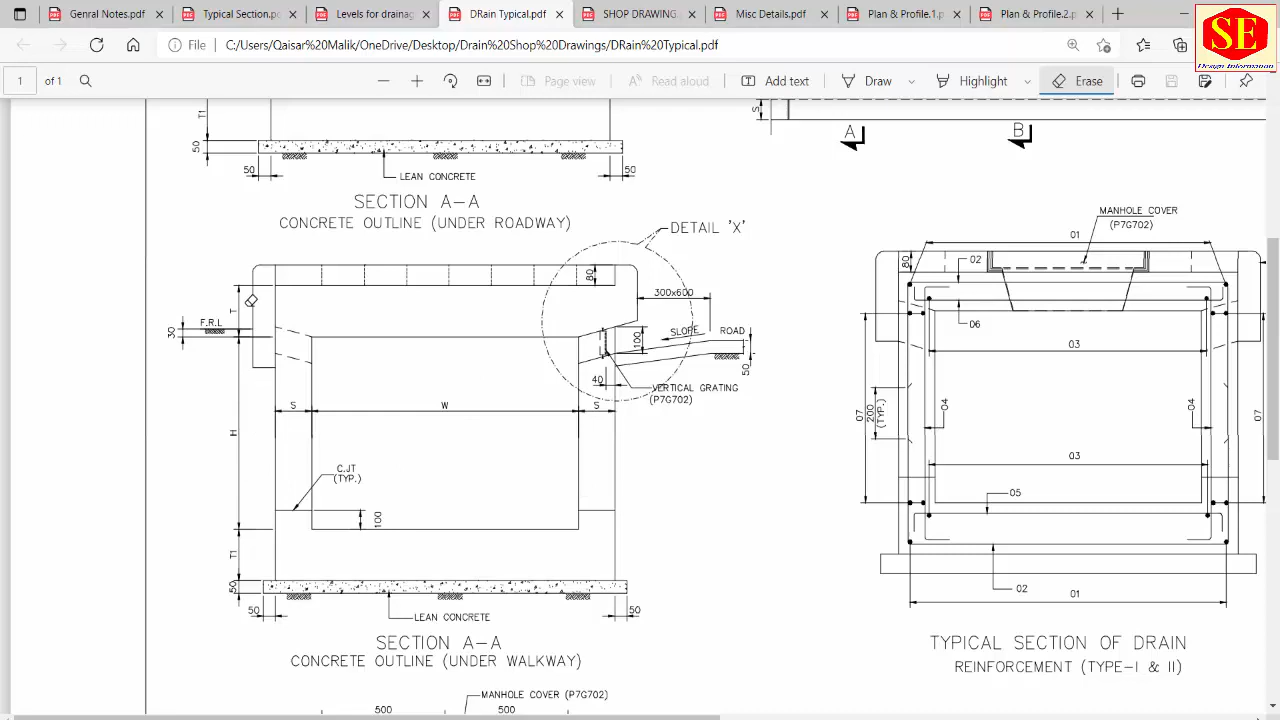 Genral Notes.pdf
Typical Section.pc
Levels for drainag
DRain Typical.pdf
SHOP DRAWING.
Misc Details.pdf
Plan & Profile1.p
Plan & Profile2.p
File
C:/Users/Qaisar%20Malik/OneDrive/Desktop/Drain%20Shop%20Drawings/DRain%20Typical.pdf
SE
Design Information
1
of 1
Page view
Read aloud
Add text
Draw
Highlight
Erase
T1
50
50
50
LEAN CONCRETE
SECTION A-A
CONCRETE OUTLINE (UNDER ROADWAY)
S
A
B
DETAIL 'X'
80
300x600
T
F.R.L
30
SLOPE
ROAD
100
50
40
VERTICAL GRATING
(P7G702)
S
W
S
H
C.JT
(TYP.)
100
T1
50
50
50
LEAN CONCRETE
SECTION A-A
CONCRETE OUTLINE (UNDER WALKWAY)
MANHOLE COVER (P7G702)
500
500
MANHOLE COVER
(P7G702)
01
80
02
06
03
04
04
07
200
(TYP.)
07
03
05
02
01
TYPICAL SECTION OF DRAIN
REINFORCEMENT (TYPE-I & II)